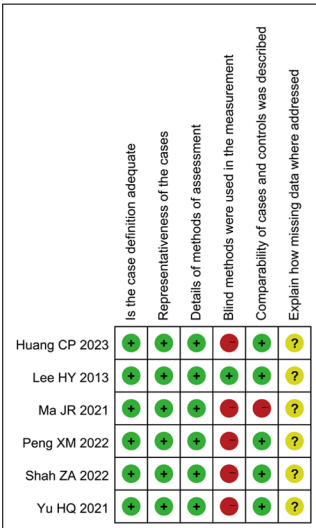 Is the case definition adequate
Representativeness of the cases
Details of methods of assessment
Blind methods were used in the measurement
Comparability of cases and controls was described
Explain how missing data where addressed
Huang CP 2023 + + + − + ?
Lee HY 2013 + + + + + ?
Ma JR 2021 + + + − − ?
Peng XM 2022 + + + − + ?
Shah ZA 2022 + + + − + ?
Yu HQ 2021 + + + − + ?